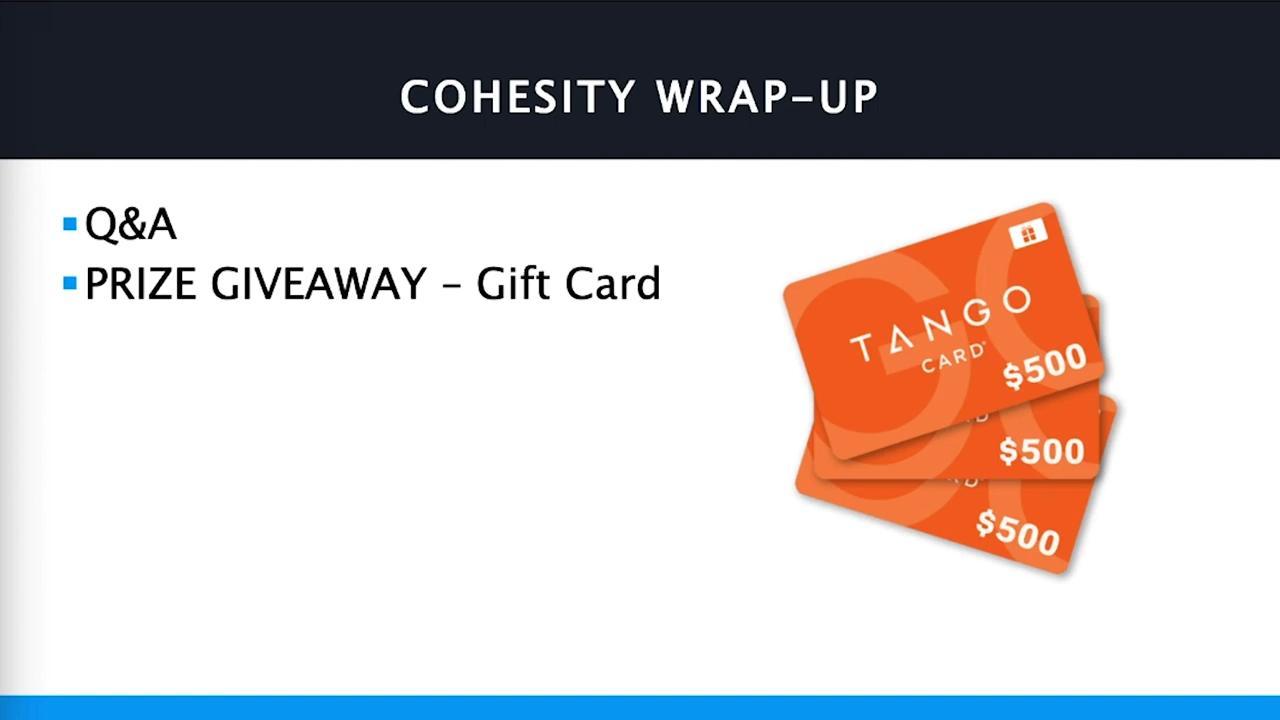 COHESITY WRAP-UP
Q&A
PRIZE GIVEAWAY – Gift Card
TANGO
CARD
$500
$500
$500